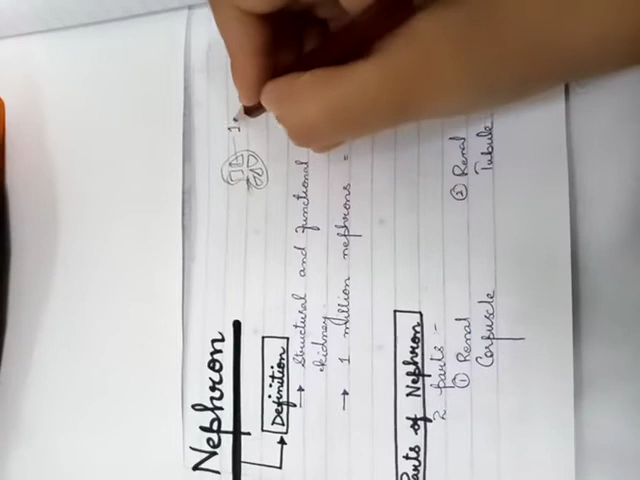 Nephron
1.
Definition
→ Structural and functional
kidney.
→ 1 million nephrons =
Parts of Nephron
2 parts :-
① Renal Corpuscle
② Renal Tubule